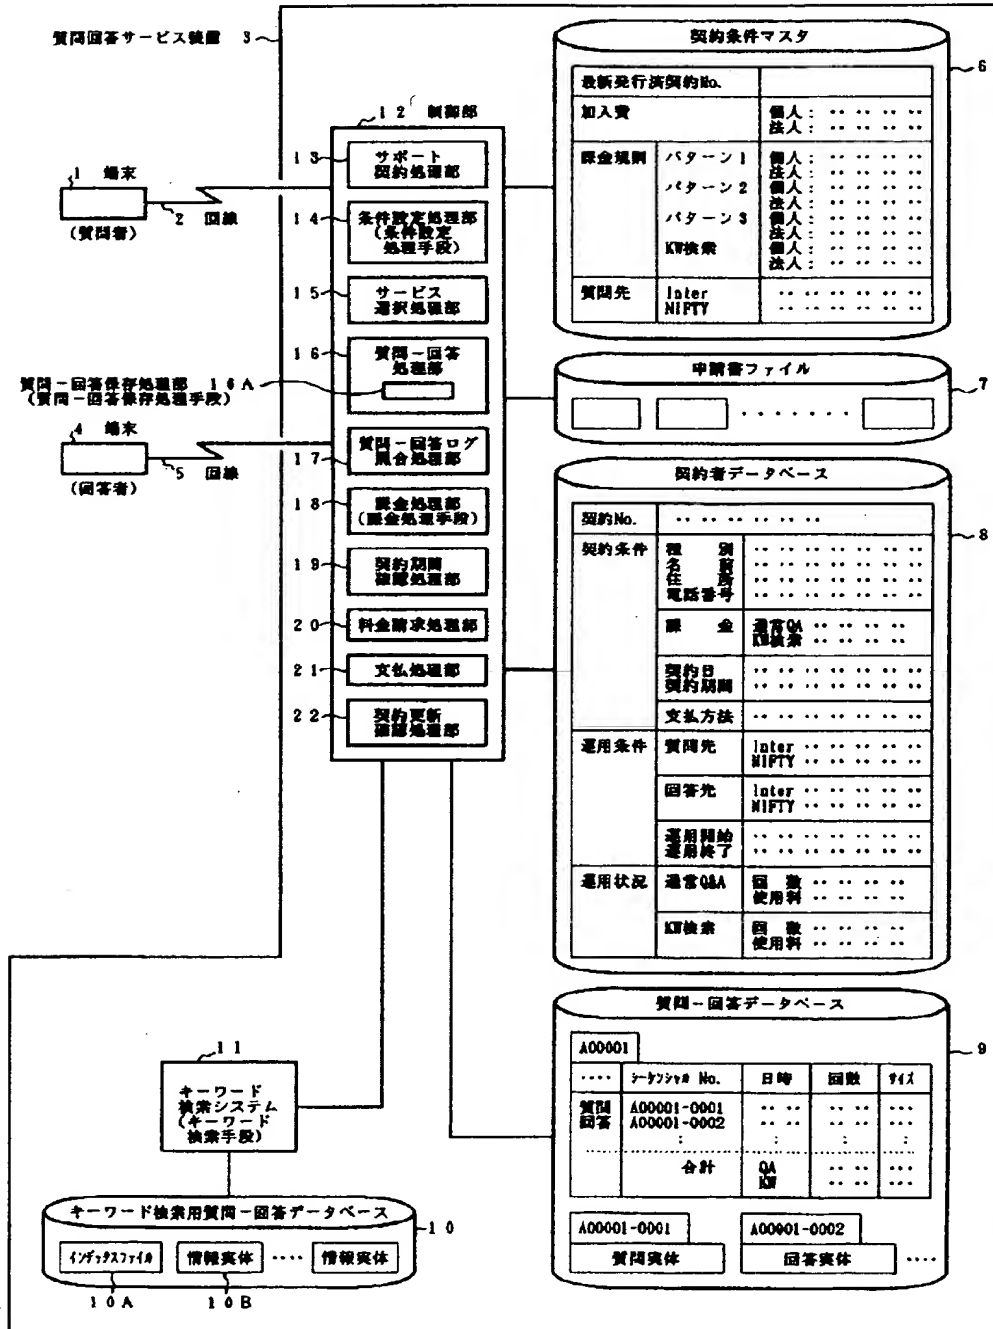 質問回答サービス装置 3
1 端末
(質問者)
2 回線
質問-回答保存処理部 16A
(質問-回答保存処理手段)
4 端末
(回答者)
5 回線
12 制御部
13
サポート
契約処理部
14
条件設定処理部
(条件設定
処理手段)
15
サービス
選択処理部
16
質問-回答
処理部
17
質問-回答ログ
照合処理部
18
課金処理部
(課金処理手段)
19
契約期間
確認処理部
20
料金請求処理部
21
支払処理部
22
契約更新
確認処理部
契約条件マスタ
6
最新発行済契約No.
加入費
個人: ‥ ‥ ‥ ‥
法人: ‥ ‥ ‥ ‥
課金規則
パターン1
個人: ‥ ‥ ‥ ‥
法人: ‥ ‥ ‥ ‥
パターン2
個人: ‥ ‥ ‥ ‥
法人: ‥ ‥ ‥ ‥
パターン3
個人: ‥ ‥ ‥ ‥
法人: ‥ ‥ ‥ ‥
KW検索
個人: ‥ ‥ ‥ ‥
法人: ‥ ‥ ‥ ‥
質問先
Inter ‥ ‥ ‥ ‥ ‥ ‥
NIFTY ‥ ‥ ‥ ‥ ‥ ‥
申請書ファイル
7
契約者データベース
8
契約No. ‥ ‥ ‥ ‥ ‥ ‥
契約条件
種別 ‥ ‥ ‥ ‥ ‥ ‥
名前 ‥ ‥ ‥ ‥ ‥ ‥
住所 ‥ ‥ ‥ ‥ ‥ ‥
電話番号 ‥ ‥ ‥ ‥ ‥ ‥
課金
通常QA ‥ ‥ ‥ ‥
KW検索 ‥ ‥ ‥ ‥
契約日 ‥ ‥ ‥ ‥ ‥ ‥
契約期間 ‥ ‥ ‥ ‥ ‥ ‥
支払方法 ‥ ‥ ‥ ‥ ‥ ‥
運用条件
質問先
Inter ‥ ‥ ‥ ‥ ‥
NIFTY ‥ ‥ ‥ ‥ ‥
回答先
Inter ‥ ‥ ‥ ‥ ‥
NIFTY ‥ ‥ ‥ ‥ ‥
運用開始 ‥ ‥ ‥ ‥ ‥ ‥
運用終了 ‥ ‥ ‥ ‥ ‥ ‥
運用状況
通常Q&A
回数 ‥ ‥ ‥ ‥
使用料 ‥ ‥ ‥ ‥
KW検索
回数 ‥ ‥ ‥ ‥
使用料 ‥ ‥ ‥ ‥
質問-回答データベース
9
A00001
‥‥ シーケンシャル No. 日時 回数 サイズ
質問 A00001-0001 ‥ ‥ ‥ ‥ …
回答 A00001-0002 ‥ ‥ ‥ ‥ …
: : : :
合計 QA ‥ ‥ …
KW ‥ ‥ …
A00001-0001
質問実体
A00001-0002
回答実体
‥‥
11
キーワード
検索システム
(キーワード
検索手段)
キーワード検索用質問-回答データベース
10
インデックスファイル
情報実体 ‥‥ 情報実体
10A
10B